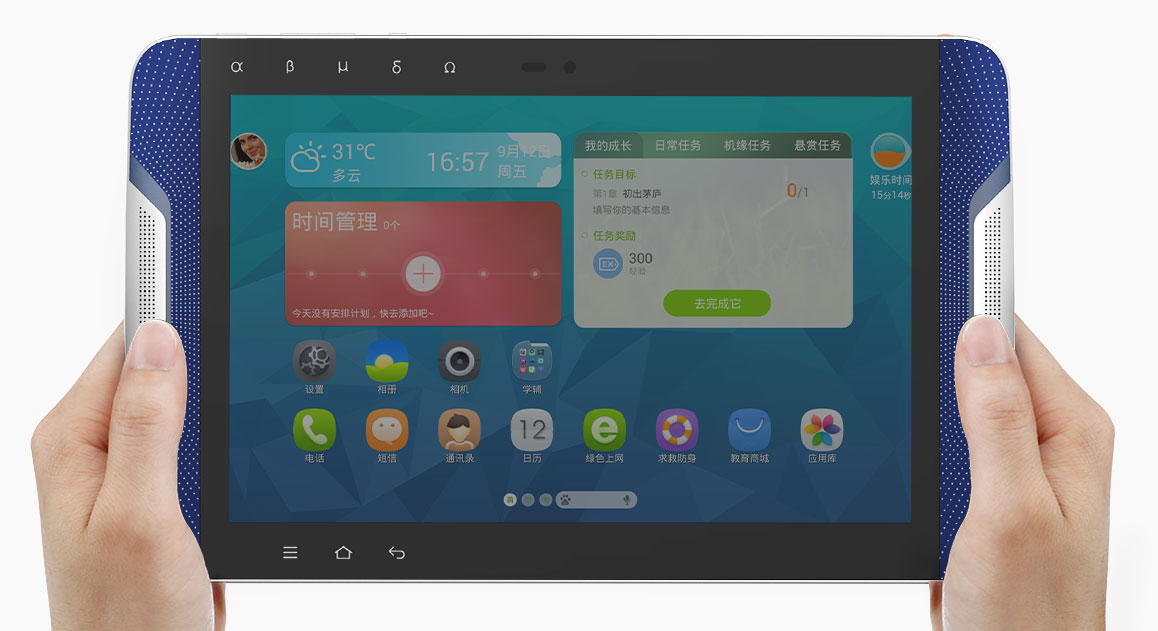 α β μ δ Ω
31℃
多云
16:57
9月12日
周五
我的成长 日常任务 机缘任务 悬赏任务
任务目标
第1章 初出茅庐
0/1
填写你的基本信息
任务奖励
EX
300
经验
去完成它
娱乐时间
15分14秒
时间管理 0个
今天没有安排计划，快去添加吧~
设置 相册 相机 学辅
12
e
电话 短信 通讯录 日历 绿色上网 求救防身 教育商城 应用库